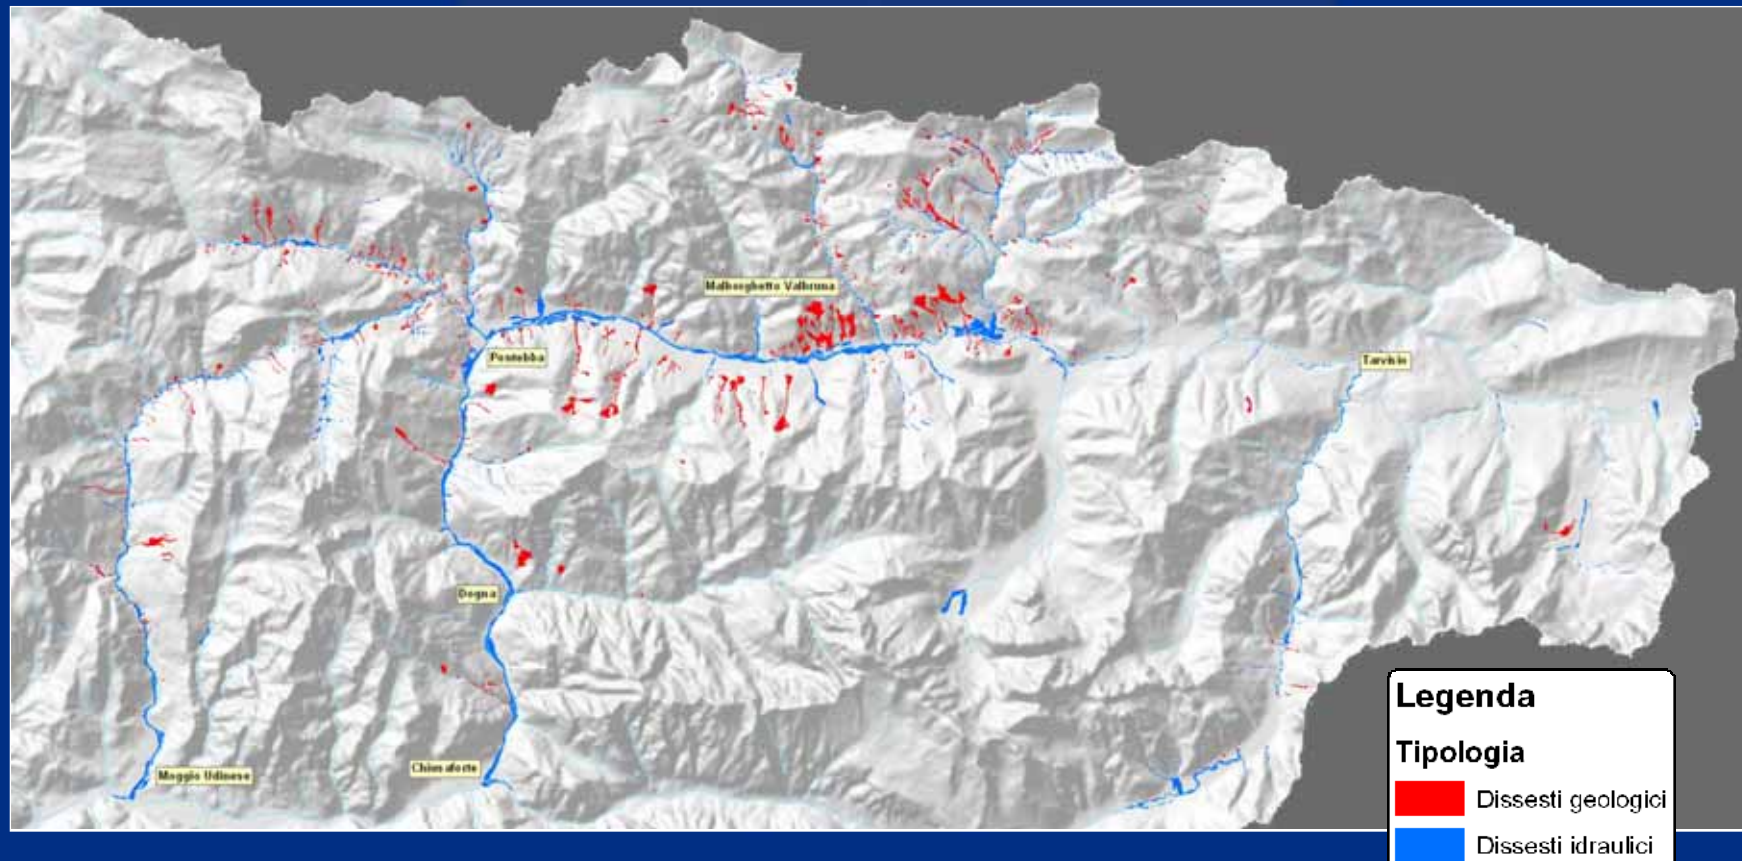 Malborghetto Valbruna
Pontebba
Tarvisio
Dogna
Moggio Udinese
Chiusaforte
Legenda
Tipologia
Dissesti geologici
Dissesti idraulici